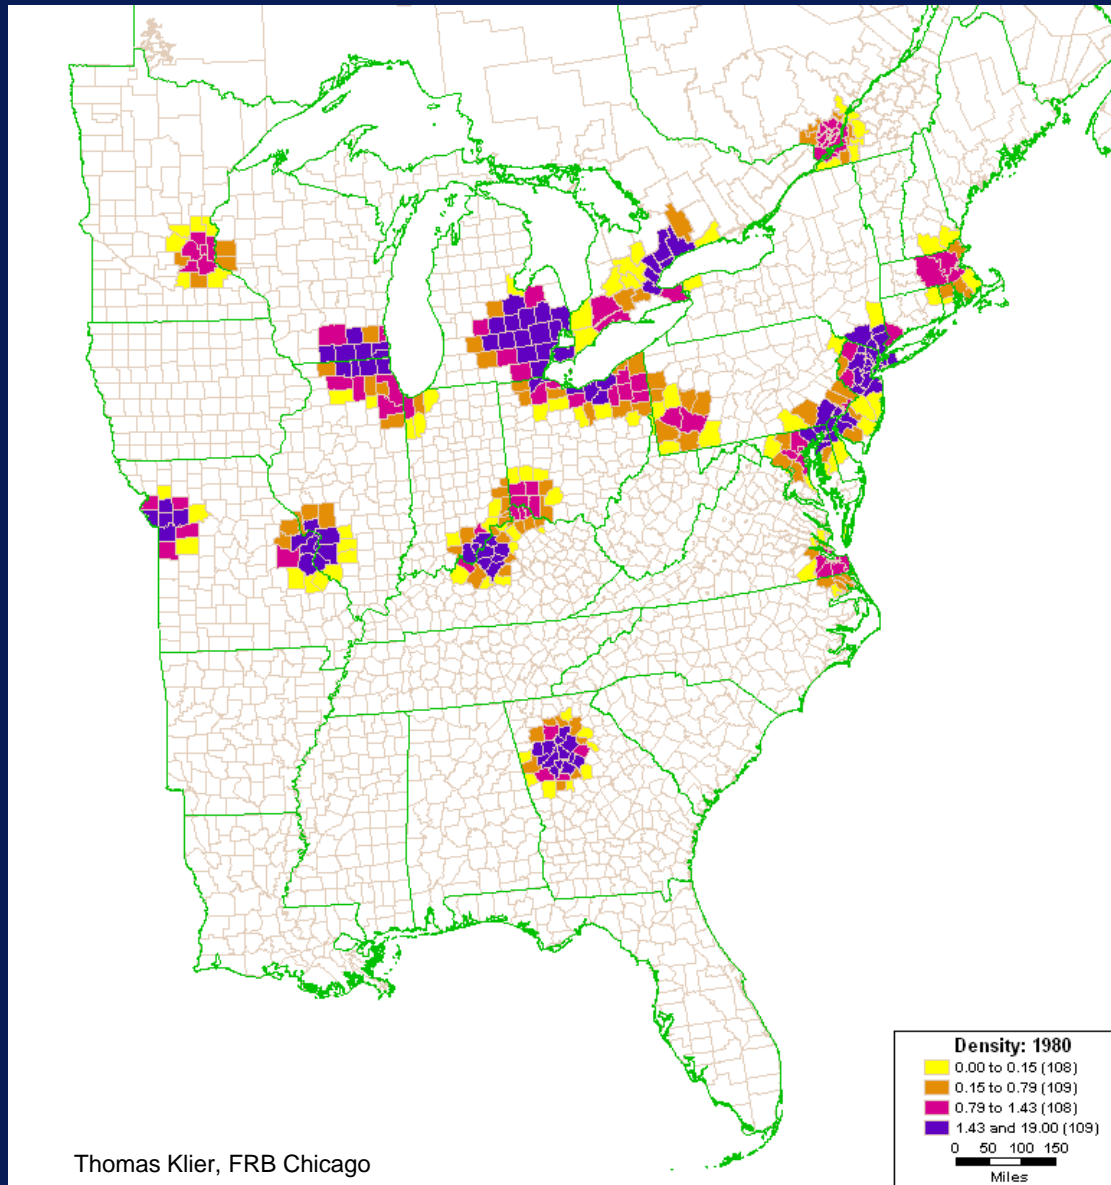 Density: 1980
0.00 to 0.15 (108)
0.15 to 0.79 (109)
0.79 to 1.43 (108)
1.43 and 19.00 (109)
0 50 100 150
Miles
Thomas Klier, FRB Chicago